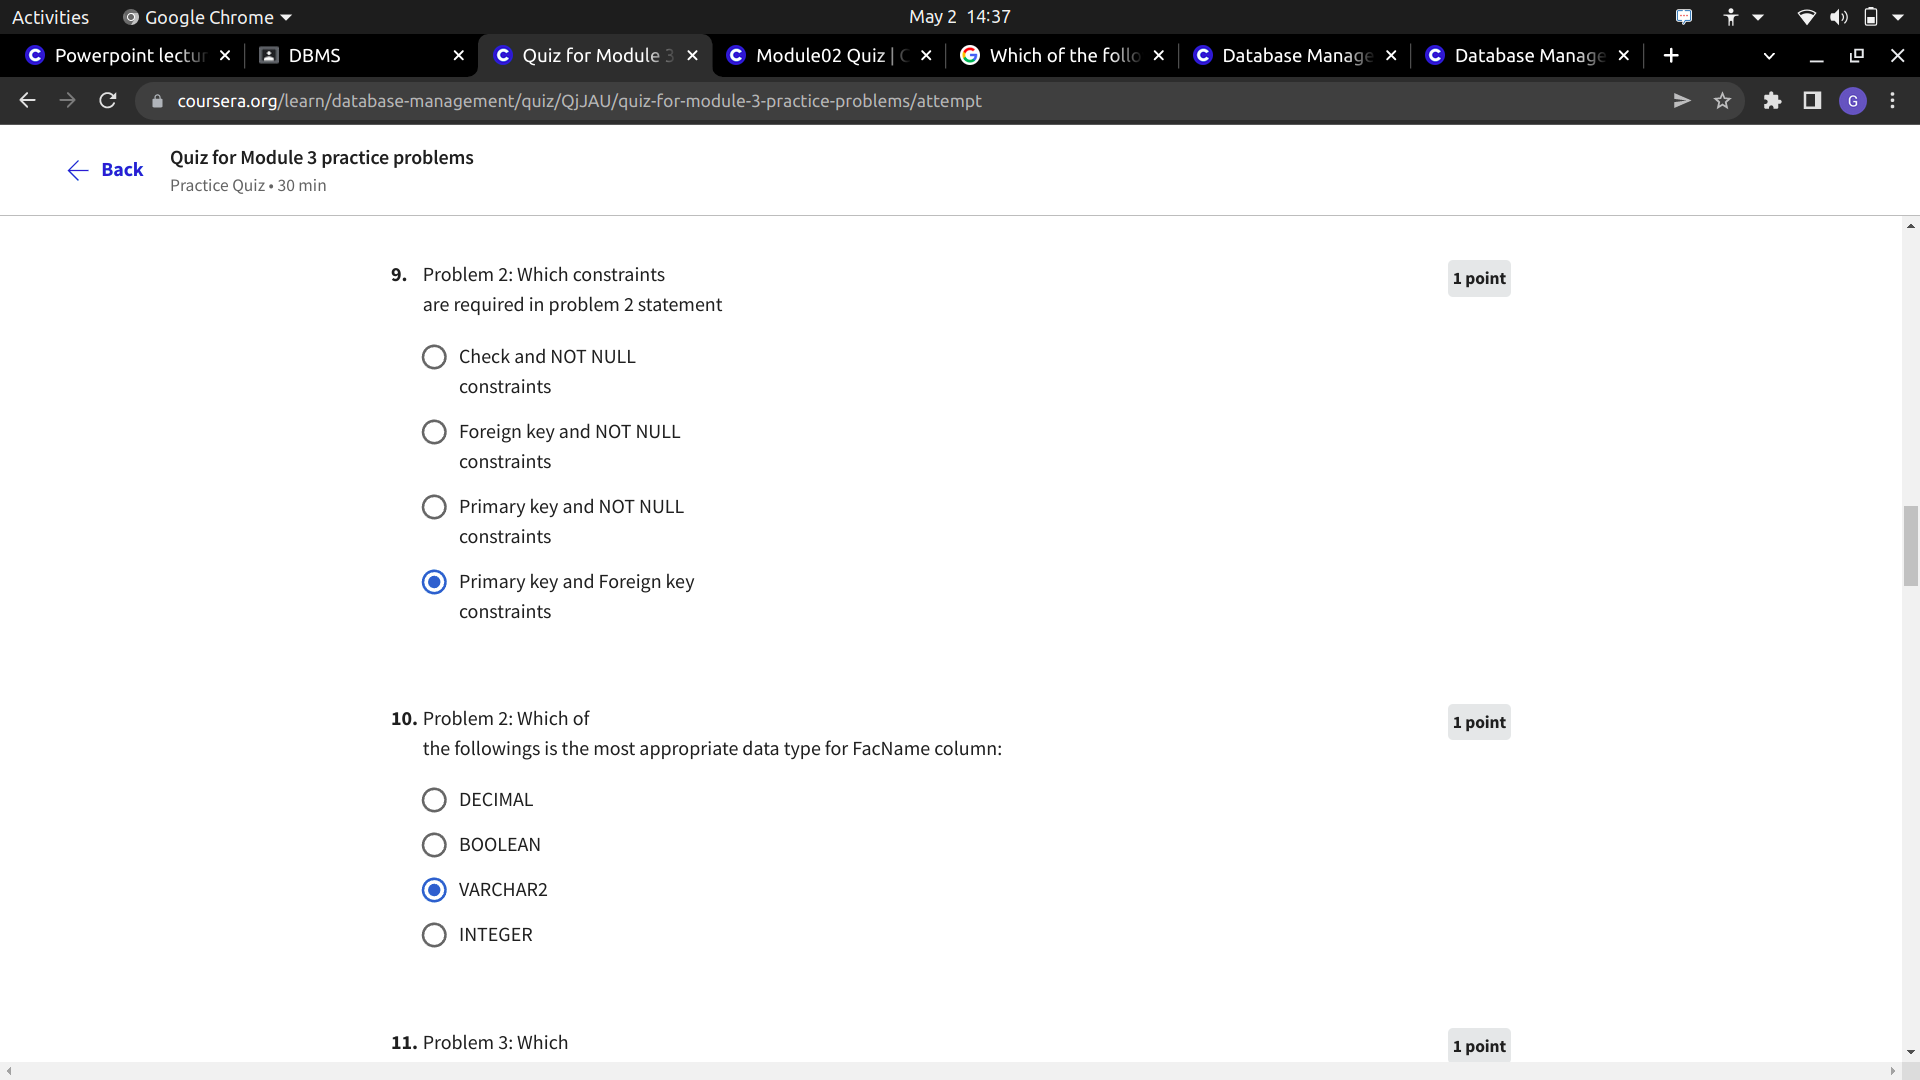 Activities
Google Chrome
May 2 14:37
Powerpoint lectur
DBMS
Quiz for Module 3
Module02 Quiz | C
Which of the follo
Database Manage
Database Manage
coursera.org/learn/database-management/quiz/QjJAU/quiz-for-module-3-practice-problems/attempt
G
Back
Quiz for Module 3 practice problems
Practice Quiz • 30 min
9. Problem 2: Which constraints
are required in problem 2 statement
1 point
Check and NOT NULL
constraints
Foreign key and NOT NULL
constraints
Primary key and NOT NULL
constraints
Primary key and Foreign key
constraints
10. Problem 2: Which of
the followings is the most appropriate data type for FacName column:
1 point
DECIMAL
BOOLEAN
VARCHAR2
INTEGER
11. Problem 3: Which
1 point